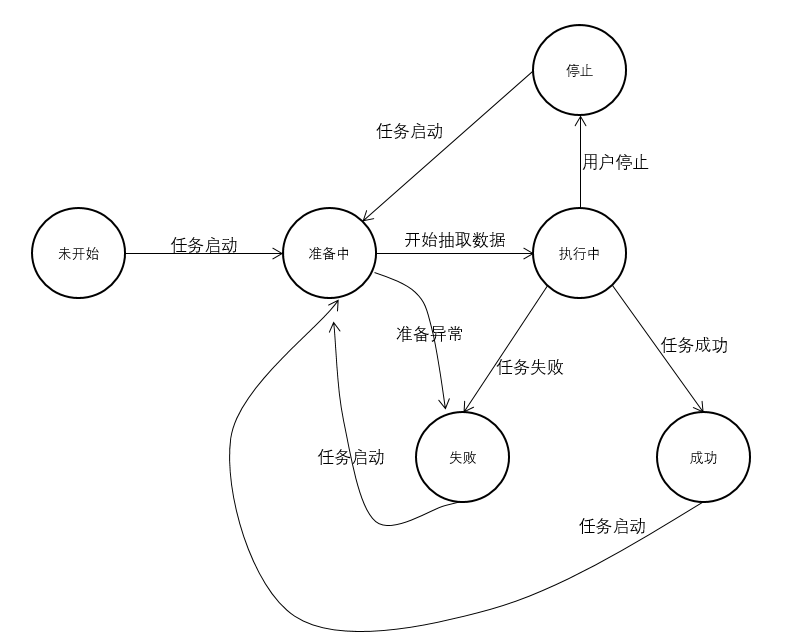 停止
任务启动
用户停止
未开始
任务启动
准备中
开始抽取数据
执行中
准备异常
任务失败
任务成功
任务启动
失败
成功
任务启动